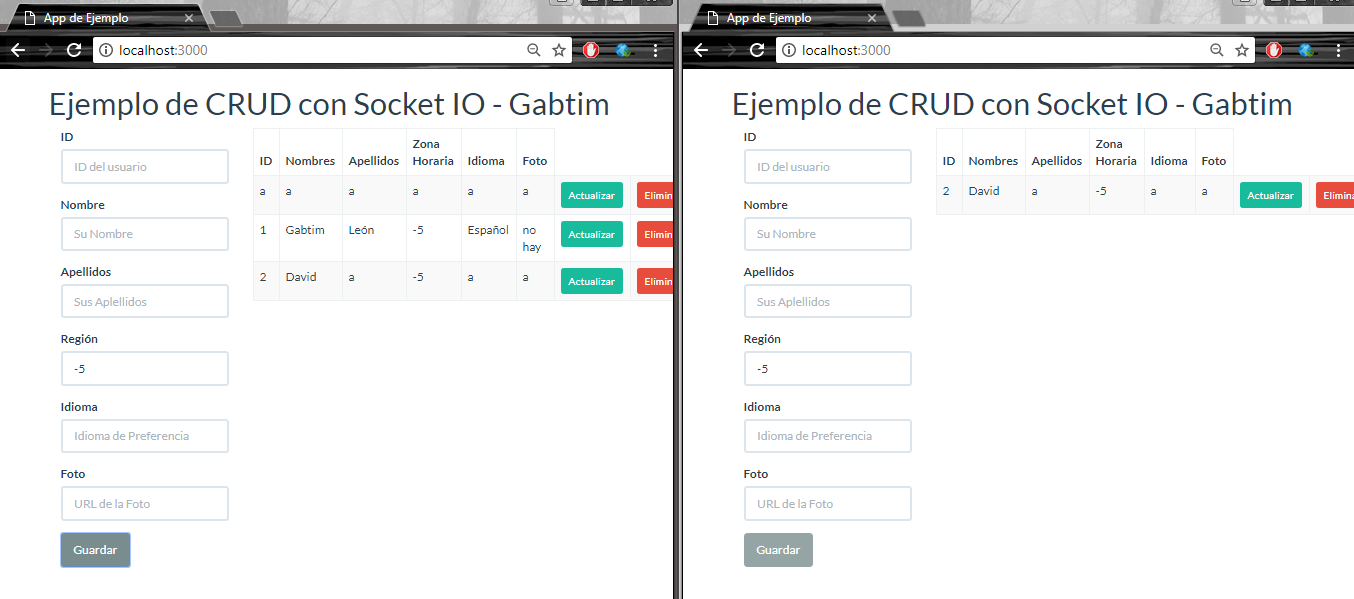 App de Ejemplo
localhost:3000
Ejemplo de CRUD con Socket IO - Gabtim
ID
ID del usuario
Nombre
Su Nombre
Apellidos
Sus Aplellidos
Región
-5
Idioma
Idioma de Preferencia
Foto
URL de la Foto
Guardar
ID Nombres Apellidos Zona Horaria Idioma Foto
a a a a a a Actualizar Elimin
1 Gabtim León -5 Español no hay Actualizar Elimin
2 David a -5 a a Actualizar Elimin
App de Ejemplo
localhost:3000
Ejemplo de CRUD con Socket IO - Gabtim
ID
ID del usuario
Nombre
Su Nombre
Apellidos
Sus Aplellidos
Región
-5
Idioma
Idioma de Preferencia
Foto
URL de la Foto
Guardar
ID Nombres Apellidos Zona Horaria Idioma Foto
2 David a -5 a a Actualizar Elimina